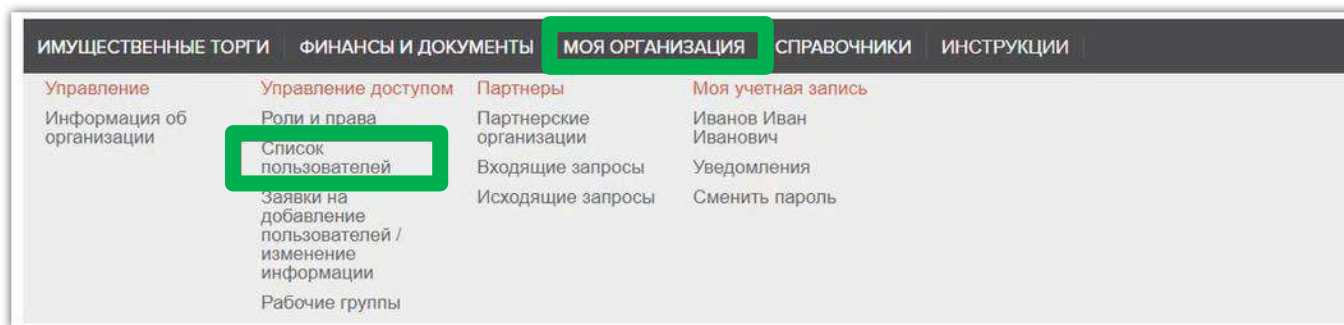 ИМУЩЕСТВЕННЫЕ ТОРГИ ФИНАНСЫ И ДОКУМЕНТЫ МОЯ ОРГАНИЗАЦИЯ СПРАВОЧНИКИ ИНСТРУКЦИИ
Управление
Информация об
организации
Управление доступом
Роли и права
Список
пользователей
Заявки на
добавление
пользователей /
изменение
информации
Рабочие группы
Партнеры
Партнерские
организации
Входящие запросы
Исходящие запросы
Моя учетная запись
Иванов Иван
Иванович
Уведомления
Сменить пароль